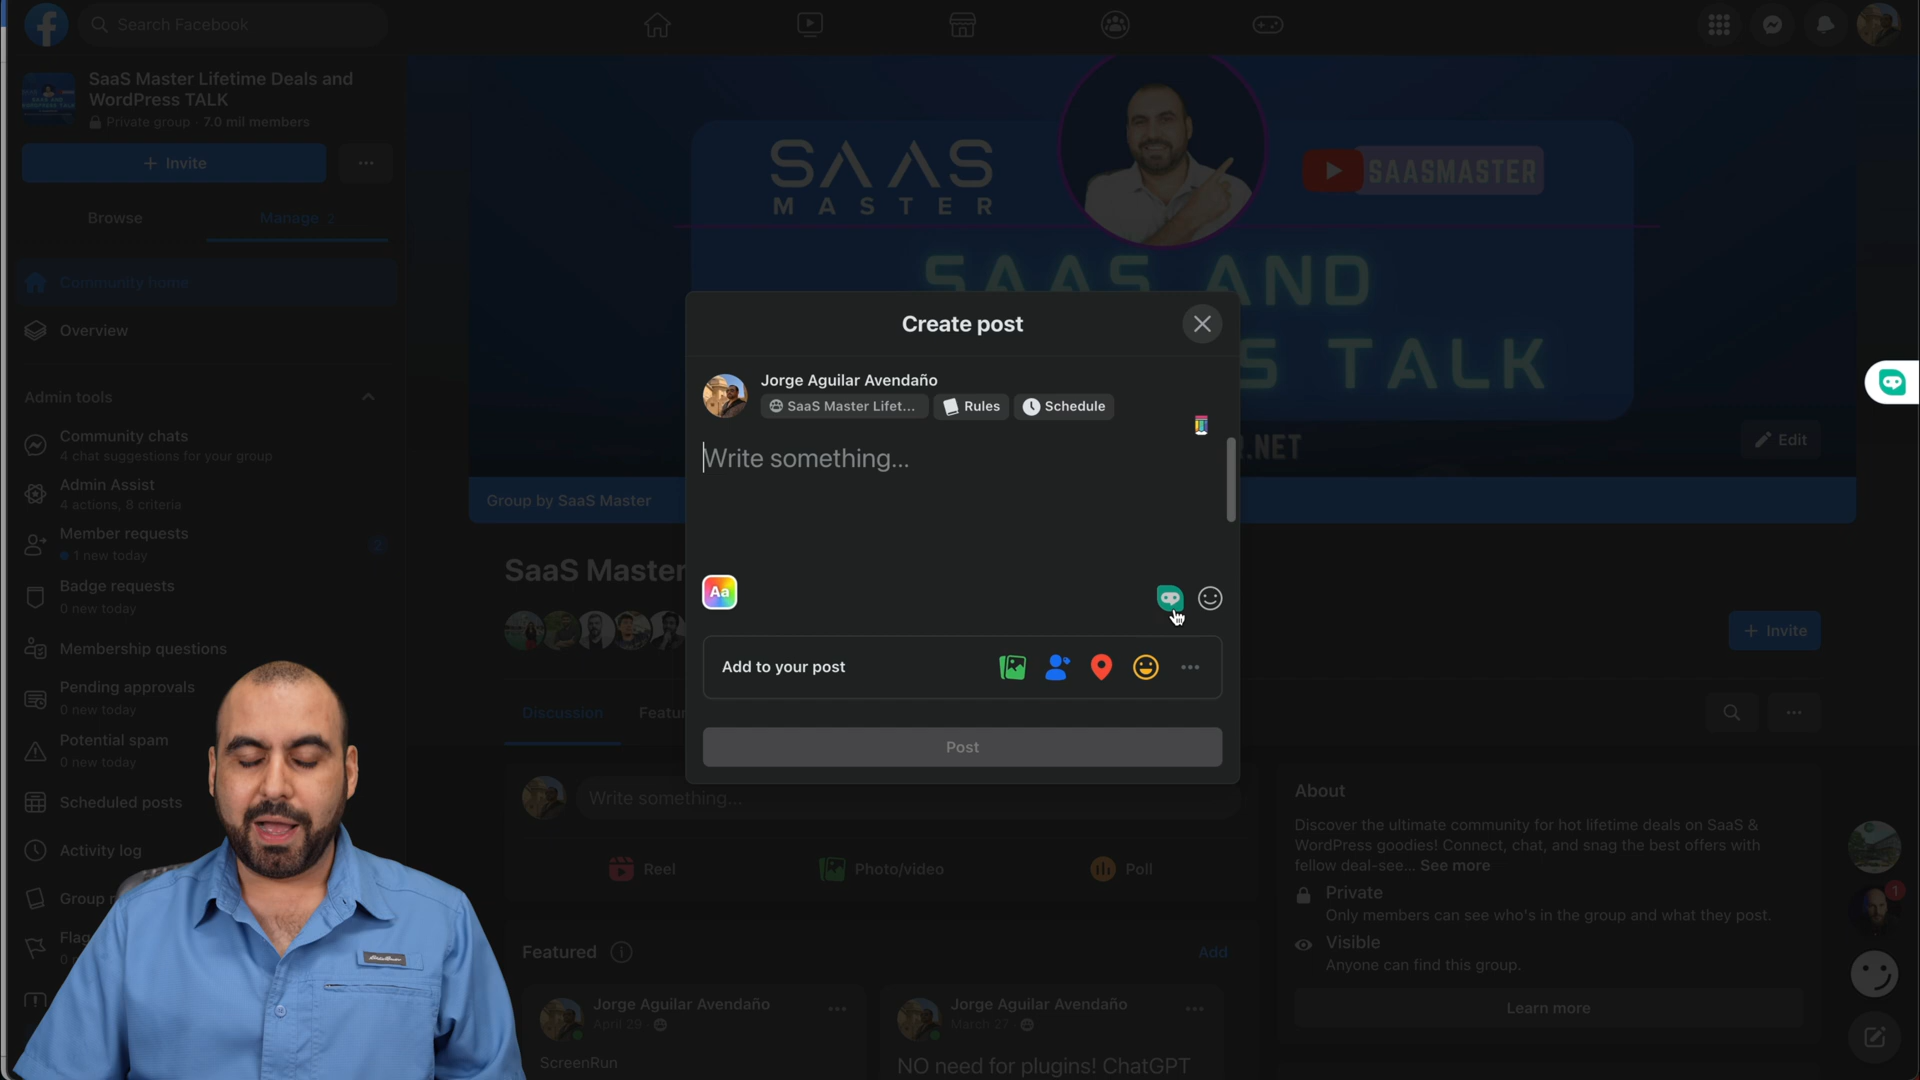 Search Facebook
SaaS Master Lifetime Deals and
WordPress TALK
Private group · 7.0 mil members
+ Invite
Browse
Manage 2
Community home
Overview
Admin tools
Community chats
4 chat suggestions for your group
Admin Assist
4 actions, 8 criteria
Member requests
1 new today
2
Badge requests
0 new today
Membership questions
Pending approvals
0 new today
Potential spam
0 new today
Scheduled posts
Activity log
Group
SAAS
MASTER
SAASMASTER
SAAS AND
S TALK
.NET
Edit
Group by SaaS Master
Create post
Jorge Aguilar Avendaño
SaaS Master Lifet...
Rules
Schedule
Write something...
Aa
Add to your post
Post
SaaS Master
+ Invite
Discussion
Write something...
Reel
Photo/video
Poll
Featured
Add
Jorge Aguilar Avendaño
April 29
ScreenRun
Jorge Aguilar Avendaño
March 27
NO need for plugins! ChatGPT
About
Discover the ultimate community for hot lifetime deals on SaaS &
WordPress goodies! Connect, chat, and snag the best offers with
fellow deal-see... See more
Private
Only members can see who's in the group and what they post.
Visible
Anyone can find this group.
Learn more
1